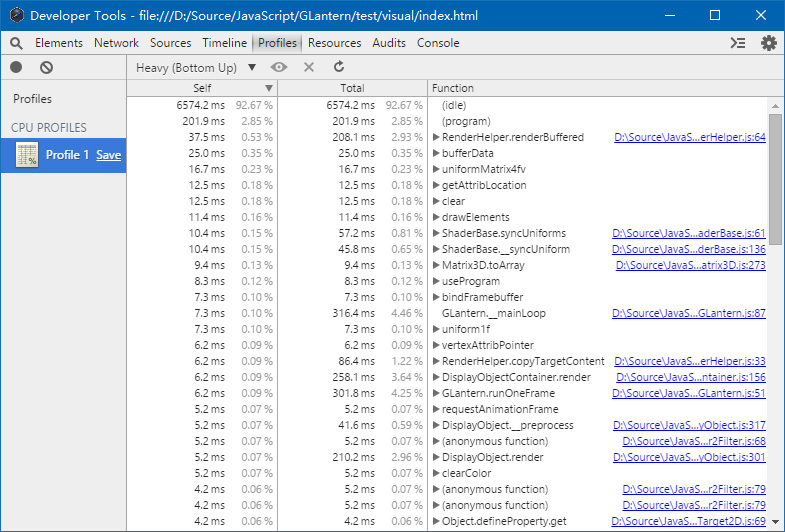 Developer Tools - file:///D:/Source/JavaScript/GLantern/test/visual/index.html
Elements Network Sources Timeline Profiles Resources Audits Console
Heavy (Bottom Up)
Profiles
CPU PROFILES
Profile 1 Save
Self Total Function
6574.2 ms 92.67 % 6574.2 ms 92.67 % (idle)
201.9 ms 2.85 % 201.9 ms 2.85 % (program)
37.5 ms 0.53 % 208.1 ms 2.93 % RenderHelper.renderBuffered D:\Source\JavaS...erHelper.js:64
25.0 ms 0.35 % 25.0 ms 0.35 % bufferData
16.7 ms 0.23 % 16.7 ms 0.23 % uniformMatrix4fv
12.5 ms 0.18 % 12.5 ms 0.18 % getAttribLocation
12.5 ms 0.18 % 12.5 ms 0.18 % clear
11.4 ms 0.16 % 11.4 ms 0.16 % drawElements
10.4 ms 0.15 % 57.2 ms 0.81 % ShaderBase.syncUniforms D:\Source\JavaS...aderBase.js:61
10.4 ms 0.15 % 45.8 ms 0.65 % ShaderBase.__syncUniform D:\Source\JavaS...derBase.js:136
9.4 ms 0.13 % 9.4 ms 0.13 % Matrix3D.toArray D:\Source\JavaS...atrix3D.js:273
8.3 ms 0.12 % 8.3 ms 0.12 % useProgram
7.3 ms 0.10 % 7.3 ms 0.10 % bindFramebuffer
7.3 ms 0.10 % 316.4 ms 4.46 % GLantern.__mainLoop D:\Source\JavaS...GLantern.js:87
7.3 ms 0.10 % 7.3 ms 0.10 % uniform1f
6.2 ms 0.09 % 6.2 ms 0.09 % vertexAttribPointer
6.2 ms 0.09 % 86.4 ms 1.22 % RenderHelper.copyTargetContent D:\Source\JavaS...erHelper.js:33
6.2 ms 0.09 % 258.1 ms 3.64 % DisplayObjectContainer.render D:\Source\JavaS...ntainer.js:156
6.2 ms 0.09 % 301.8 ms 4.25 % GLantern.runOneFrame D:\Source\JavaS...GLantern.js:51
5.2 ms 0.07 % 5.2 ms 0.07 % requestAnimationFrame
5.2 ms 0.07 % 41.6 ms 0.59 % DisplayObject.__preprocess D:\Source\JavaS...yObject.js:317
5.2 ms 0.07 % 5.2 ms 0.07 % (anonymous function) D:\Source\JavaS...r2Filter.js:68
5.2 ms 0.07 % 210.2 ms 2.96 % DisplayObject.render D:\Source\JavaS...yObject.js:301
5.2 ms 0.07 % 5.2 ms 0.07 % clearColor
4.2 ms 0.06 % 5.2 ms 0.07 % (anonymous function) D:\Source\JavaS...r2Filter.js:79
4.2 ms 0.06 % 5.2 ms 0.07 % (anonymous function) D:\Source\JavaS...r2Filter.js:79
4.2 ms 0.06 % 4.2 ms 0.06 % Object.defineProperty.get D:\Source\JavaS...Target2D.js:69